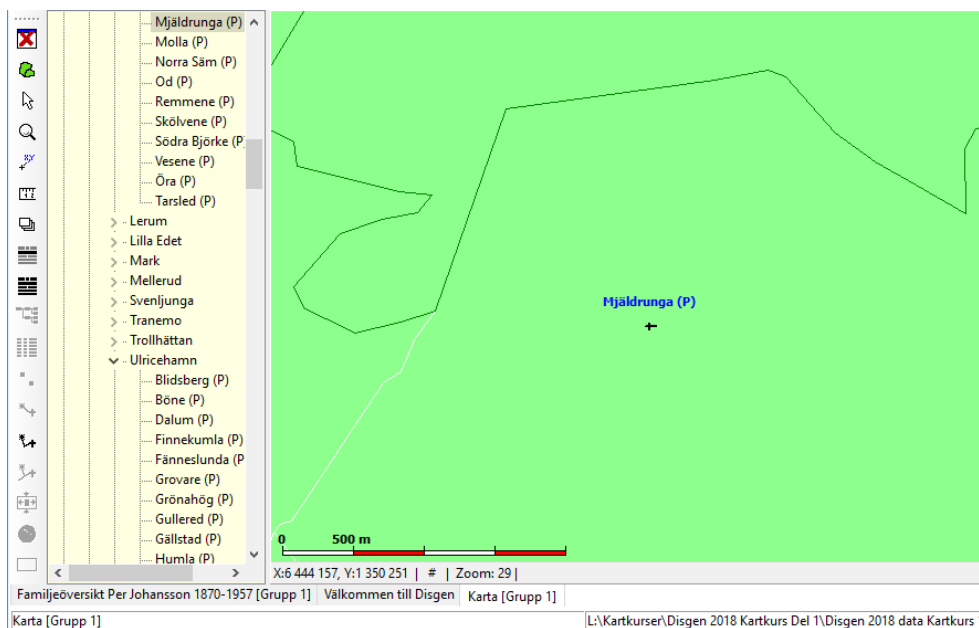 Mjäldrunga (P)
Molla (P)
Norra Säm (P)
Od (P)
Remmene (P)
Skölvene (P)
Södra Björke (P
Vesene (P)
Öra (P)
Tarsled (P)
Lerum
Lilla Edet
Mark
Mellerud
Svenljunga
Tranemo
Trollhättan
Ulricehamn
Blidsberg (P)
Böne (P)
Dalum (P)
Finnekumla (P)
Fänneslunda (P
Grovare (P)
Grönahög (P)
Gullered (P)
Gällstad (P)
Humla (P)
Mjäldrunga (P)
0 500 m
X:6 444 157, Y:1 350 251 | # | Zoom: 29 |
Familjeöversikt Per Johansson 1870-1957 [Grupp 1] Välkommen till Disgen Karta [Grupp 1]
Karta [Grupp 1] L:\Kartkurser\Disgen 2018 Kartkurs Del 1\Disgen 2018 data Kartkurs